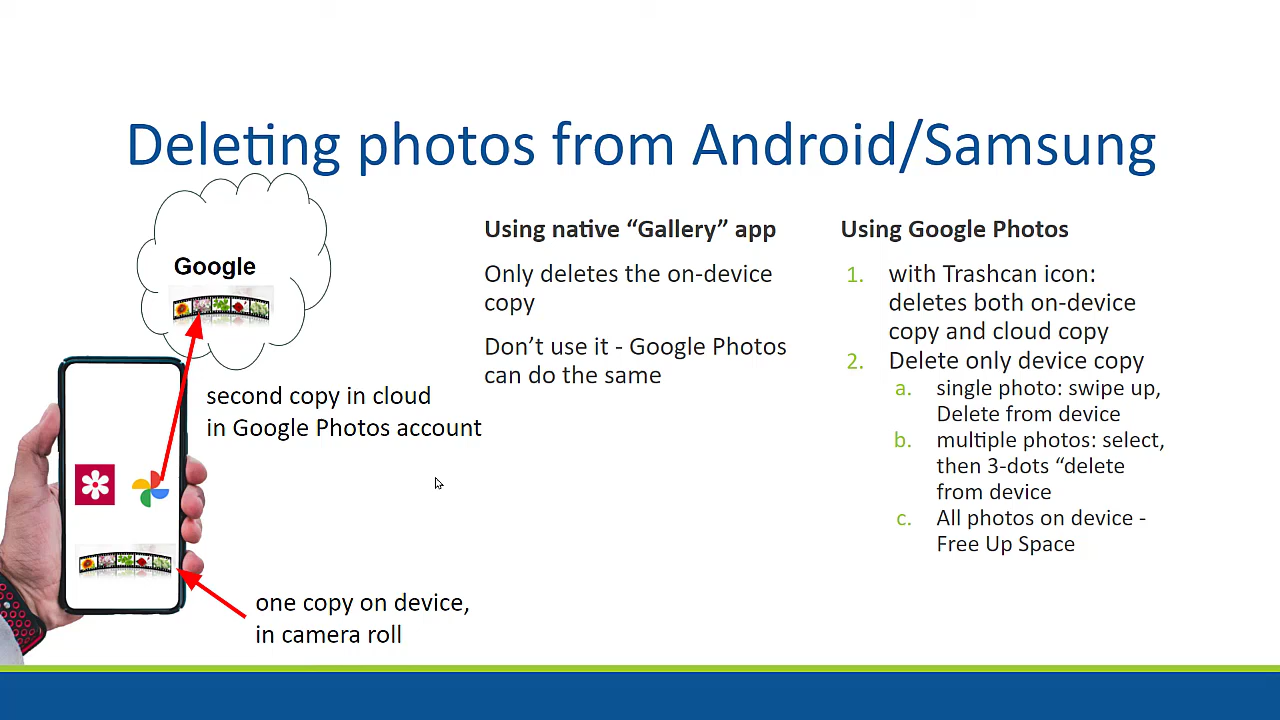 Deleting photos from Android/Samsung
Google
second copy in cloud
in Google Photos account
one copy on device,
in camera roll
Using native “Gallery” app
Only deletes the on-device
copy
Don’t use it - Google Photos
can do the same
Using Google Photos
1. with Trashcan icon:
deletes both on-device
copy and cloud copy
2. Delete only device copy
a. single photo: swipe up,
Delete from device
b. multiple photos: select,
then 3-dots “delete
from device
c. All photos on device -
Free Up Space